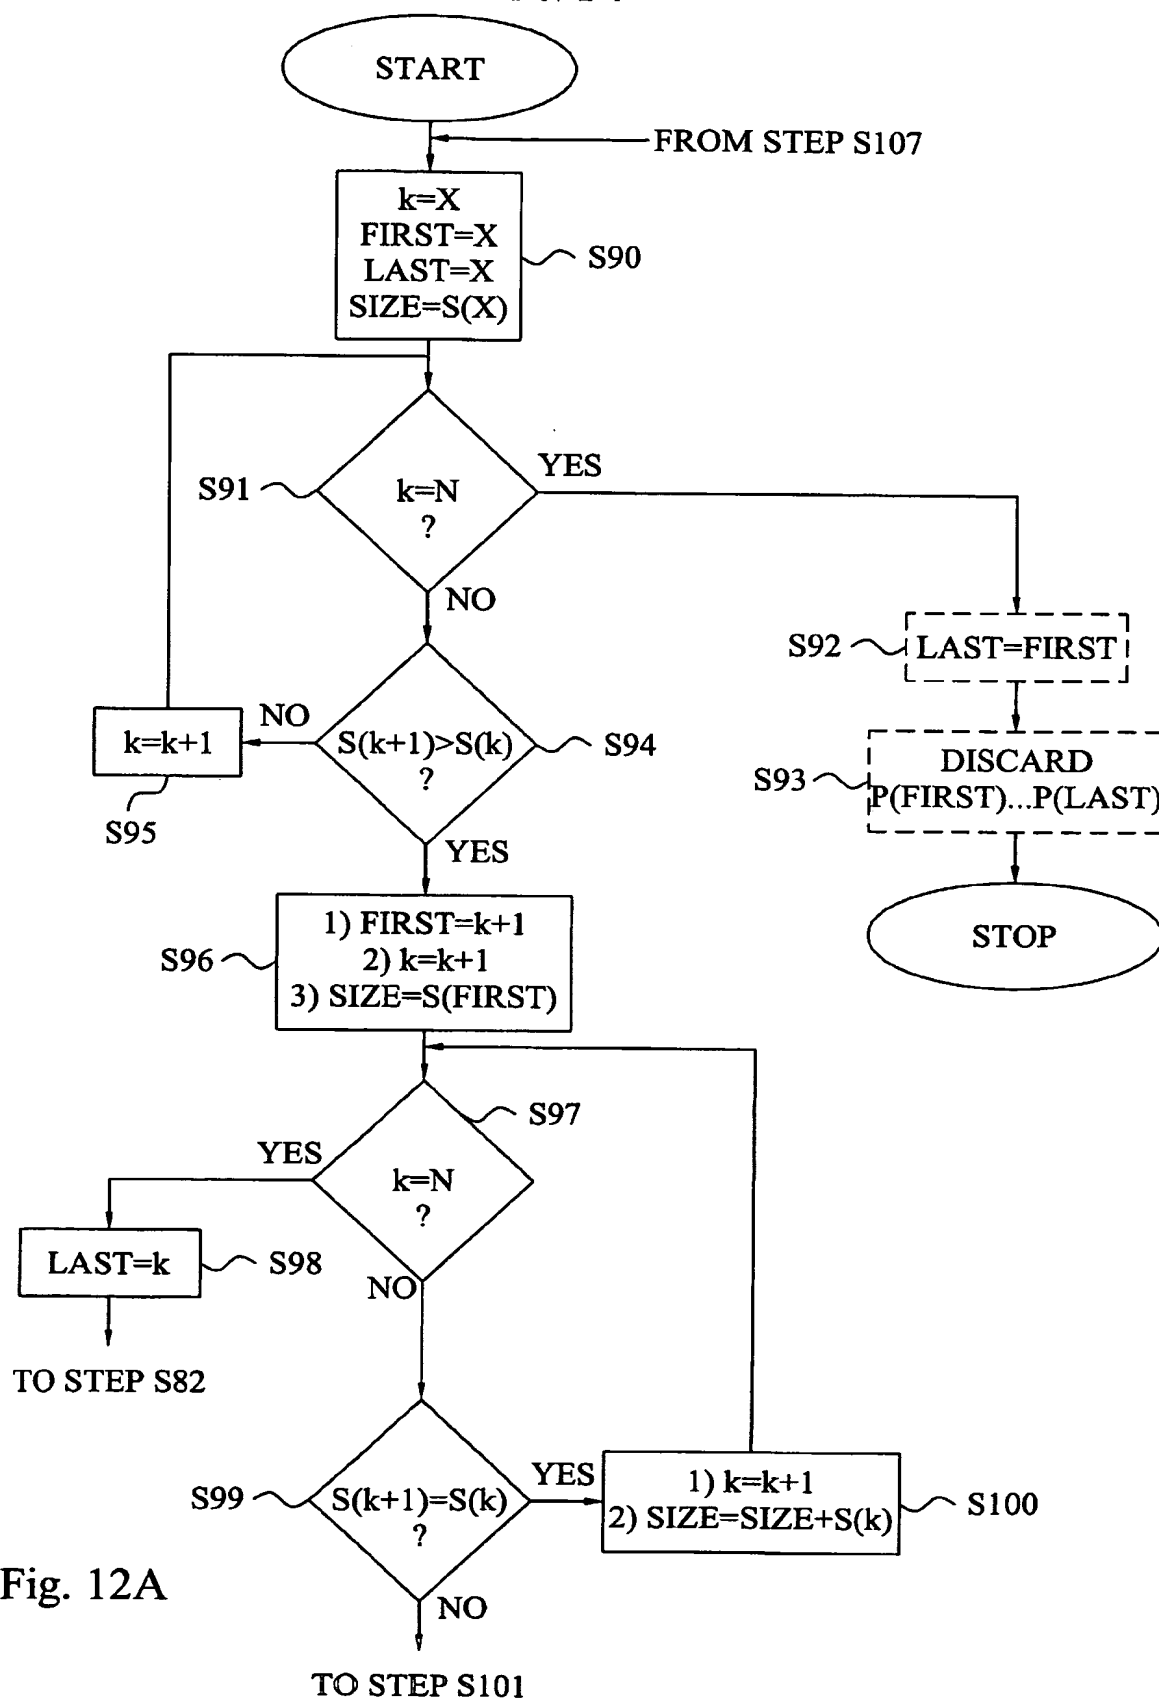 START
FROM STEP S107
k=X
FIRST=X
LAST=X
SIZE=S(X)
S90
S91
k=N
?
YES
NO
S92
LAST=FIRST
k=k+1
S95
NO
S(k+1)>S(k)
?
S94
YES
S93
DISCARD
P(FIRST)...P(LAST)
STOP
S96
1) FIRST=k+1
2) k=k+1
3) SIZE=S(FIRST)
S97
YES
k=N
?
NO
LAST=k
S98
TO STEP S82
S99
S(k+1)=S(k)
?
YES
1) k=k+1
2) SIZE=SIZE+S(k)
S100
NO
Fig. 12A
TO STEP S101